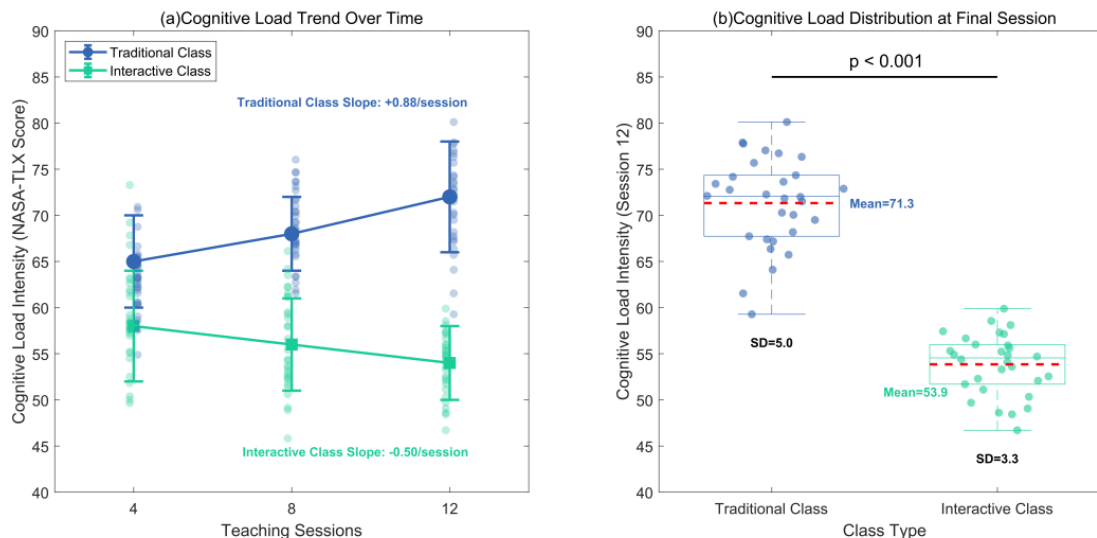 (a)Cognitive Load Trend Over Time
Cognitive Load Intensity (NASA-TLX Score)
90
85
80
75
70
65
60
55
50
45
40
Traditional Class
Interactive Class
Traditional Class Slope: +0.88/session
Interactive Class Slope: -0.50/session
4
8
12
Teaching Sessions
(b)Cognitive Load Distribution at Final Session
Cognitive Load Intensity (Session 12)
90
85
80
75
70
65
60
55
50
45
40
p < 0.001
Mean=71.3
SD=5.0
Mean=53.9
SD=3.3
Traditional Class
Interactive Class
Class Type